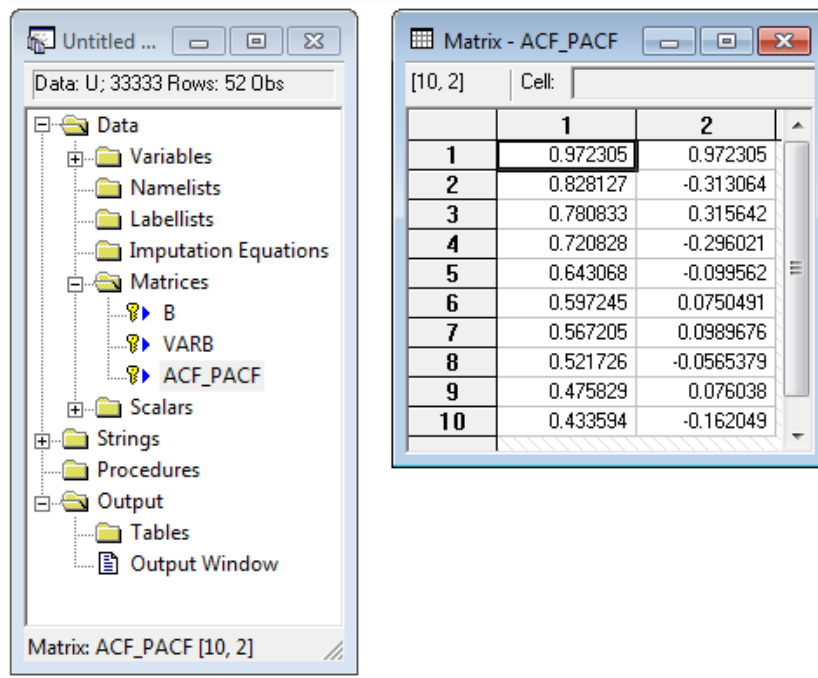 Untitled ...
Data: U; 33333 Rows: 52 Obs
Data
Variables
Namelists
Labellists
Imputation Equations
Matrices
B
VARB
ACF_PACF
Scalars
Strings
Procedures
Output
Tables
Output Window
Matrix: ACF_PACF [10, 2]
Matrix - ACF_PACF
[10, 2] Cell:
1 2
1 0.972305 0.972305
2 0.828127 -0.313064
3 0.780833 0.315642
4 0.720828 -0.296021
5 0.643068 -0.099562
6 0.597245 0.0750491
7 0.567205 0.0989676
8 0.521726 -0.0565379
9 0.475829 0.076038
10 0.433594 -0.162049